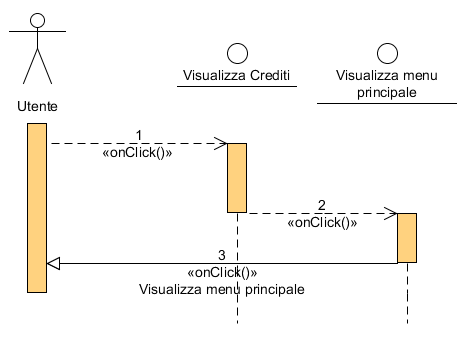 Visualizza Crediti
Visualizza menu
principale
Utente
1
«onClick()»
2
«onClick()»
3
«onClick()»
Visualizza menu principale